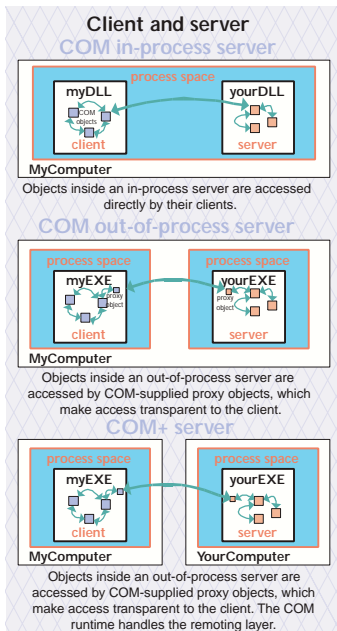 Client and server
COM in-process server
process space
myDLL yourDLL
COM
objects
client server
MyComputer
Objects inside an in-process server are accessed
directly by their clients.
COM out-of-process server
process space process space
myEXE yourEXE
proxy
object
proxy
object
client server
MyComputer
Objects inside an out-of-process server are
accessed by COM-supplied proxy objects, which
make access transparent to the client.
COM+ server
process space process space
myEXE yourEXE
client server
MyComputer YourComputer
Objects inside an out-of-process server are
accessed by COM-supplied proxy objects, which
make access transparent to the client. The COM
runtime handles the remoting layer.